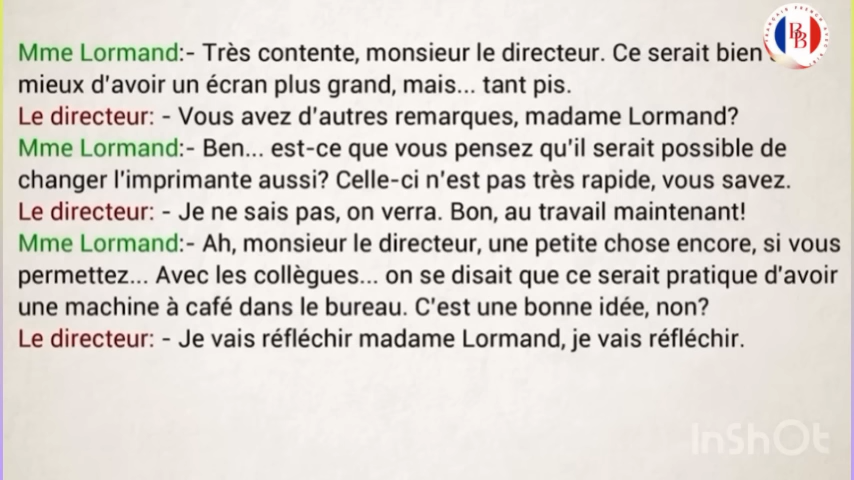 Mme Lormand:- Très contente, monsieur le directeur. Ce serait bien
mieux d'avoir un écran plus grand, mais... tant pis.
Le directeur: - Vous avez d'autres remarques, madame Lormand?
Mme Lormand:- Ben... est-ce que vous pensez qu'il serait possible de
changer l'imprimante aussi? Celle-ci n'est pas très rapide, vous savez.
Le directeur: - Je ne sais pas, on verra. Bon, au travail maintenant!
Mme Lormand:- Ah, monsieur le directeur, une petite chose encore, si vous
permettez... Avec les collègues... on se disait que ce serait pratique d'avoir
une machine à café dans le bureau. C'est une bonne idée, non?
Le directeur: - Je vais réfléchir madame Lormand, je vais réfléchir.
InShOt